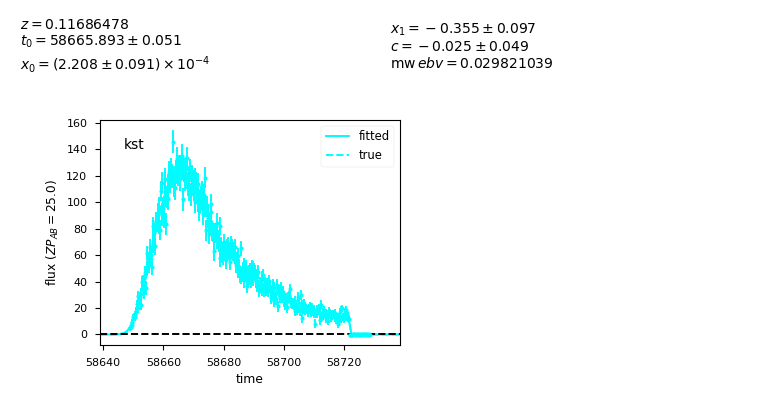 z = 0.11686478
t₀ = 58665.893 ± 0.051
x₀ = (2.208 ± 0.091) × 10⁻⁴
x₁ = −0.355 ± 0.097
c = −0.025 ± 0.049
mw ebv = 0.029821039
kst
fitted
true
160
140
120
100
80
60
40
20
0
flux (ZP_AB = 25.0)
58640 58660 58680 58700 58720
time